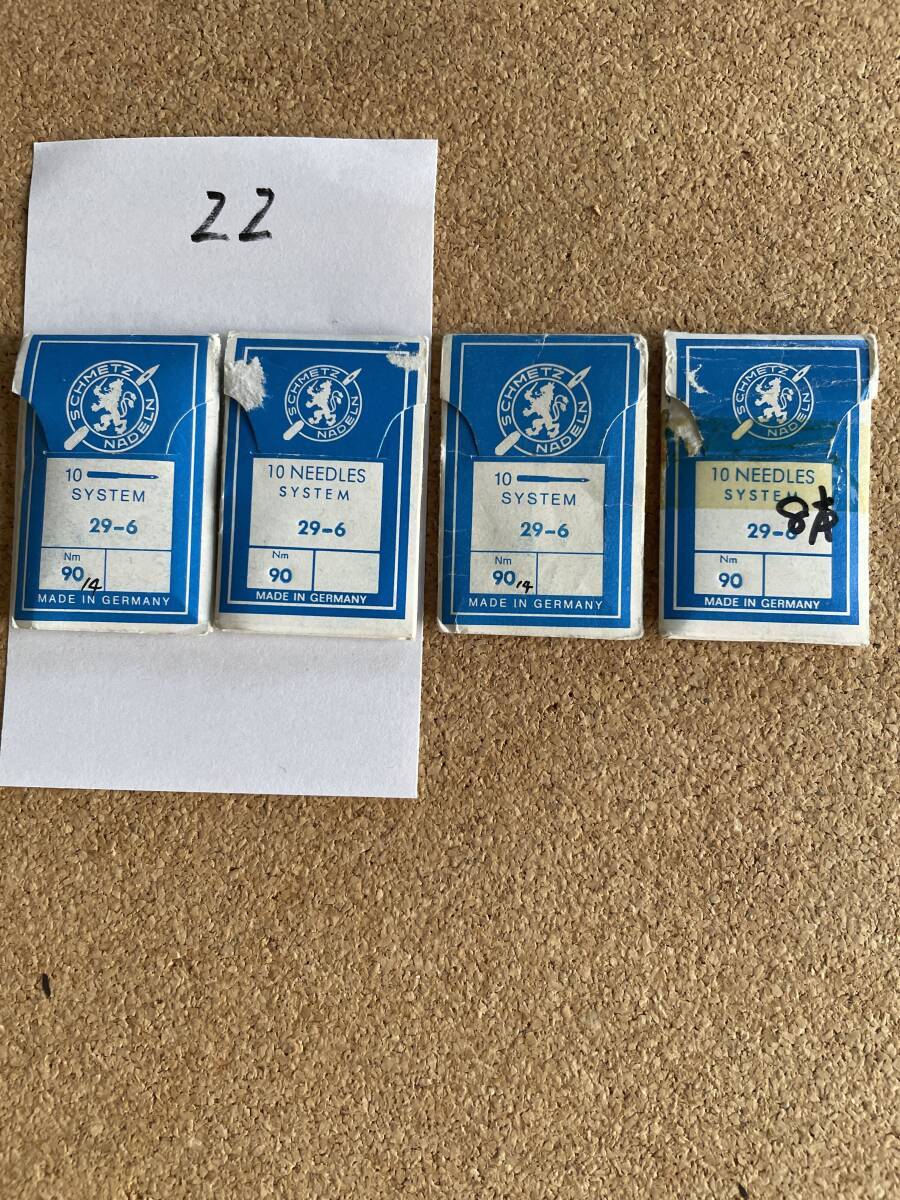 22
SCHMETZ
NADELN
10
SYSTEM
29-6
Nm
90
14
MADE IN GERMANY
SCHMETZ
NADELN
10 NEEDLES
SYSTEM
29-6
Nm
90
MADE IN GERMANY
SCHMETZ
NADELN
10
SYSTEM
29-6
Nm
90
14
MADE IN GERMANY
SCHMETZ
NADELN
10 NEEDLES
SYSTEM
29-6
Nm
90
MADE IN GERMANY